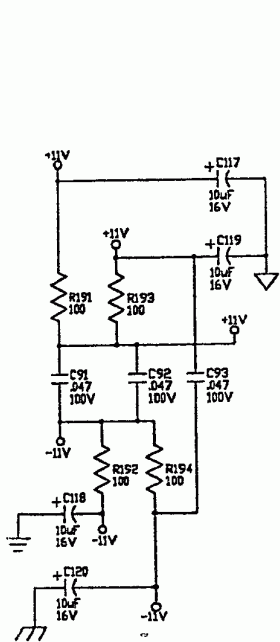 +11V
+ C117
10uF
16V
+11V
+ C119
10uF
16V
R191
100
R193
100
+11V
C91
.047
100V
C92
.047
100V
C93
.047
100V
-11V
R192
100
R194
100
+ C118
10uF
16V
-11V
+ C120
10uF
16V
-11V